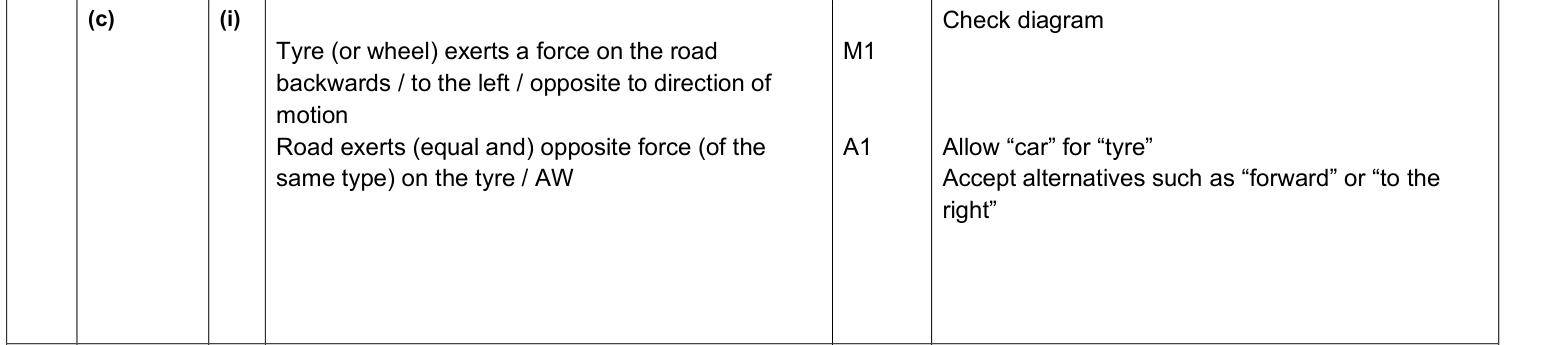 (c) (i) Check diagram
Tyre (or wheel) exerts a force on the road M1
backwards / to the left / opposite to direction of
motion
Road exerts (equal and) opposite force (of the A1 Allow “car” for “tyre”
same type) on the tyre / AW Accept alternatives such as “forward” or “to the
right”